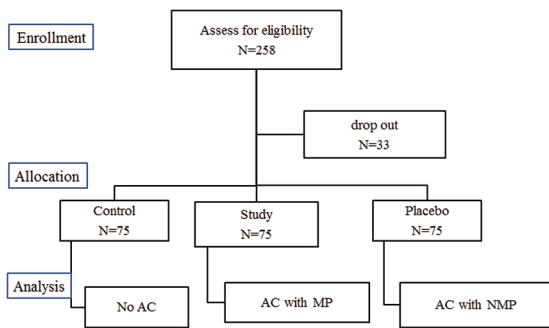 Enrollment
Assess for eligibility
N=258
drop out
N=33
Allocation
Control
N=75
Study
N=75
Placebo
N=75
Analysis
No AC
AC with MP
AC with NMP